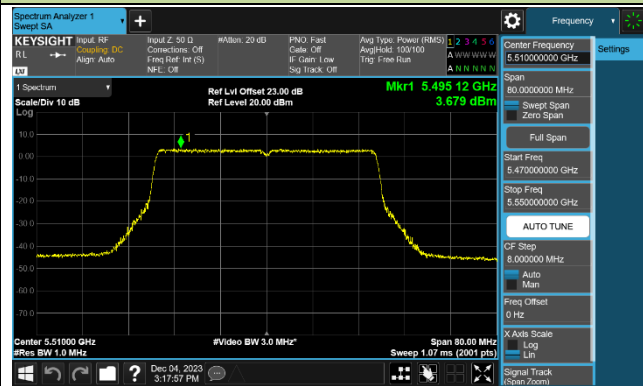 Spectrum Analyzer 1
Swept SA
Frequency
KEYSIGHT
RL
Input: RF
Coupling: DC
Align: Auto
Input Z: 50 Ω
Corrections: Off
Freq Ref: Int (S)
NFE: Off
#Atten: 20 dB
PNO: Fast
Gate: Off
IF Gain: Low
Sig Track: Off
Avg Type: Power (RMS)
Avg|Hold: 100/100
Trig: Free Run
1 2 3 4 5 6
A W W W W W
A N N N N N
LXI
1 Spectrum
Scale/Div 10 dB
Log
Ref Lvl Offset 23.00 dB
Ref Level 20.00 dBm
Mkr1 5.495 12 GHz
3.679 dBm
1
10.0
0.00
-10.0
-20.0
-30.0
-40.0
-50.0
-60.0
-70.0
Center 5.51000 GHz
#Res BW 1.0 MHz
#Video BW 3.0 MHz*
Span 80.00 MHz
Sweep 1.07 ms (2001 pts)
Dec 04, 2023
3:17:57 PM
Center Frequency
5.510000000 GHz
Span
80.0000000 MHz
Swept Span
Zero Span
Full Span
Start Freq
5.470000000 GHz
Stop Freq
5.550000000 GHz
AUTO TUNE
CF Step
8.000000 MHz
Auto
Man
Freq Offset
0 Hz
X Axis Scale
Log
Lin
Signal Track
(Span Zoom)
Settings